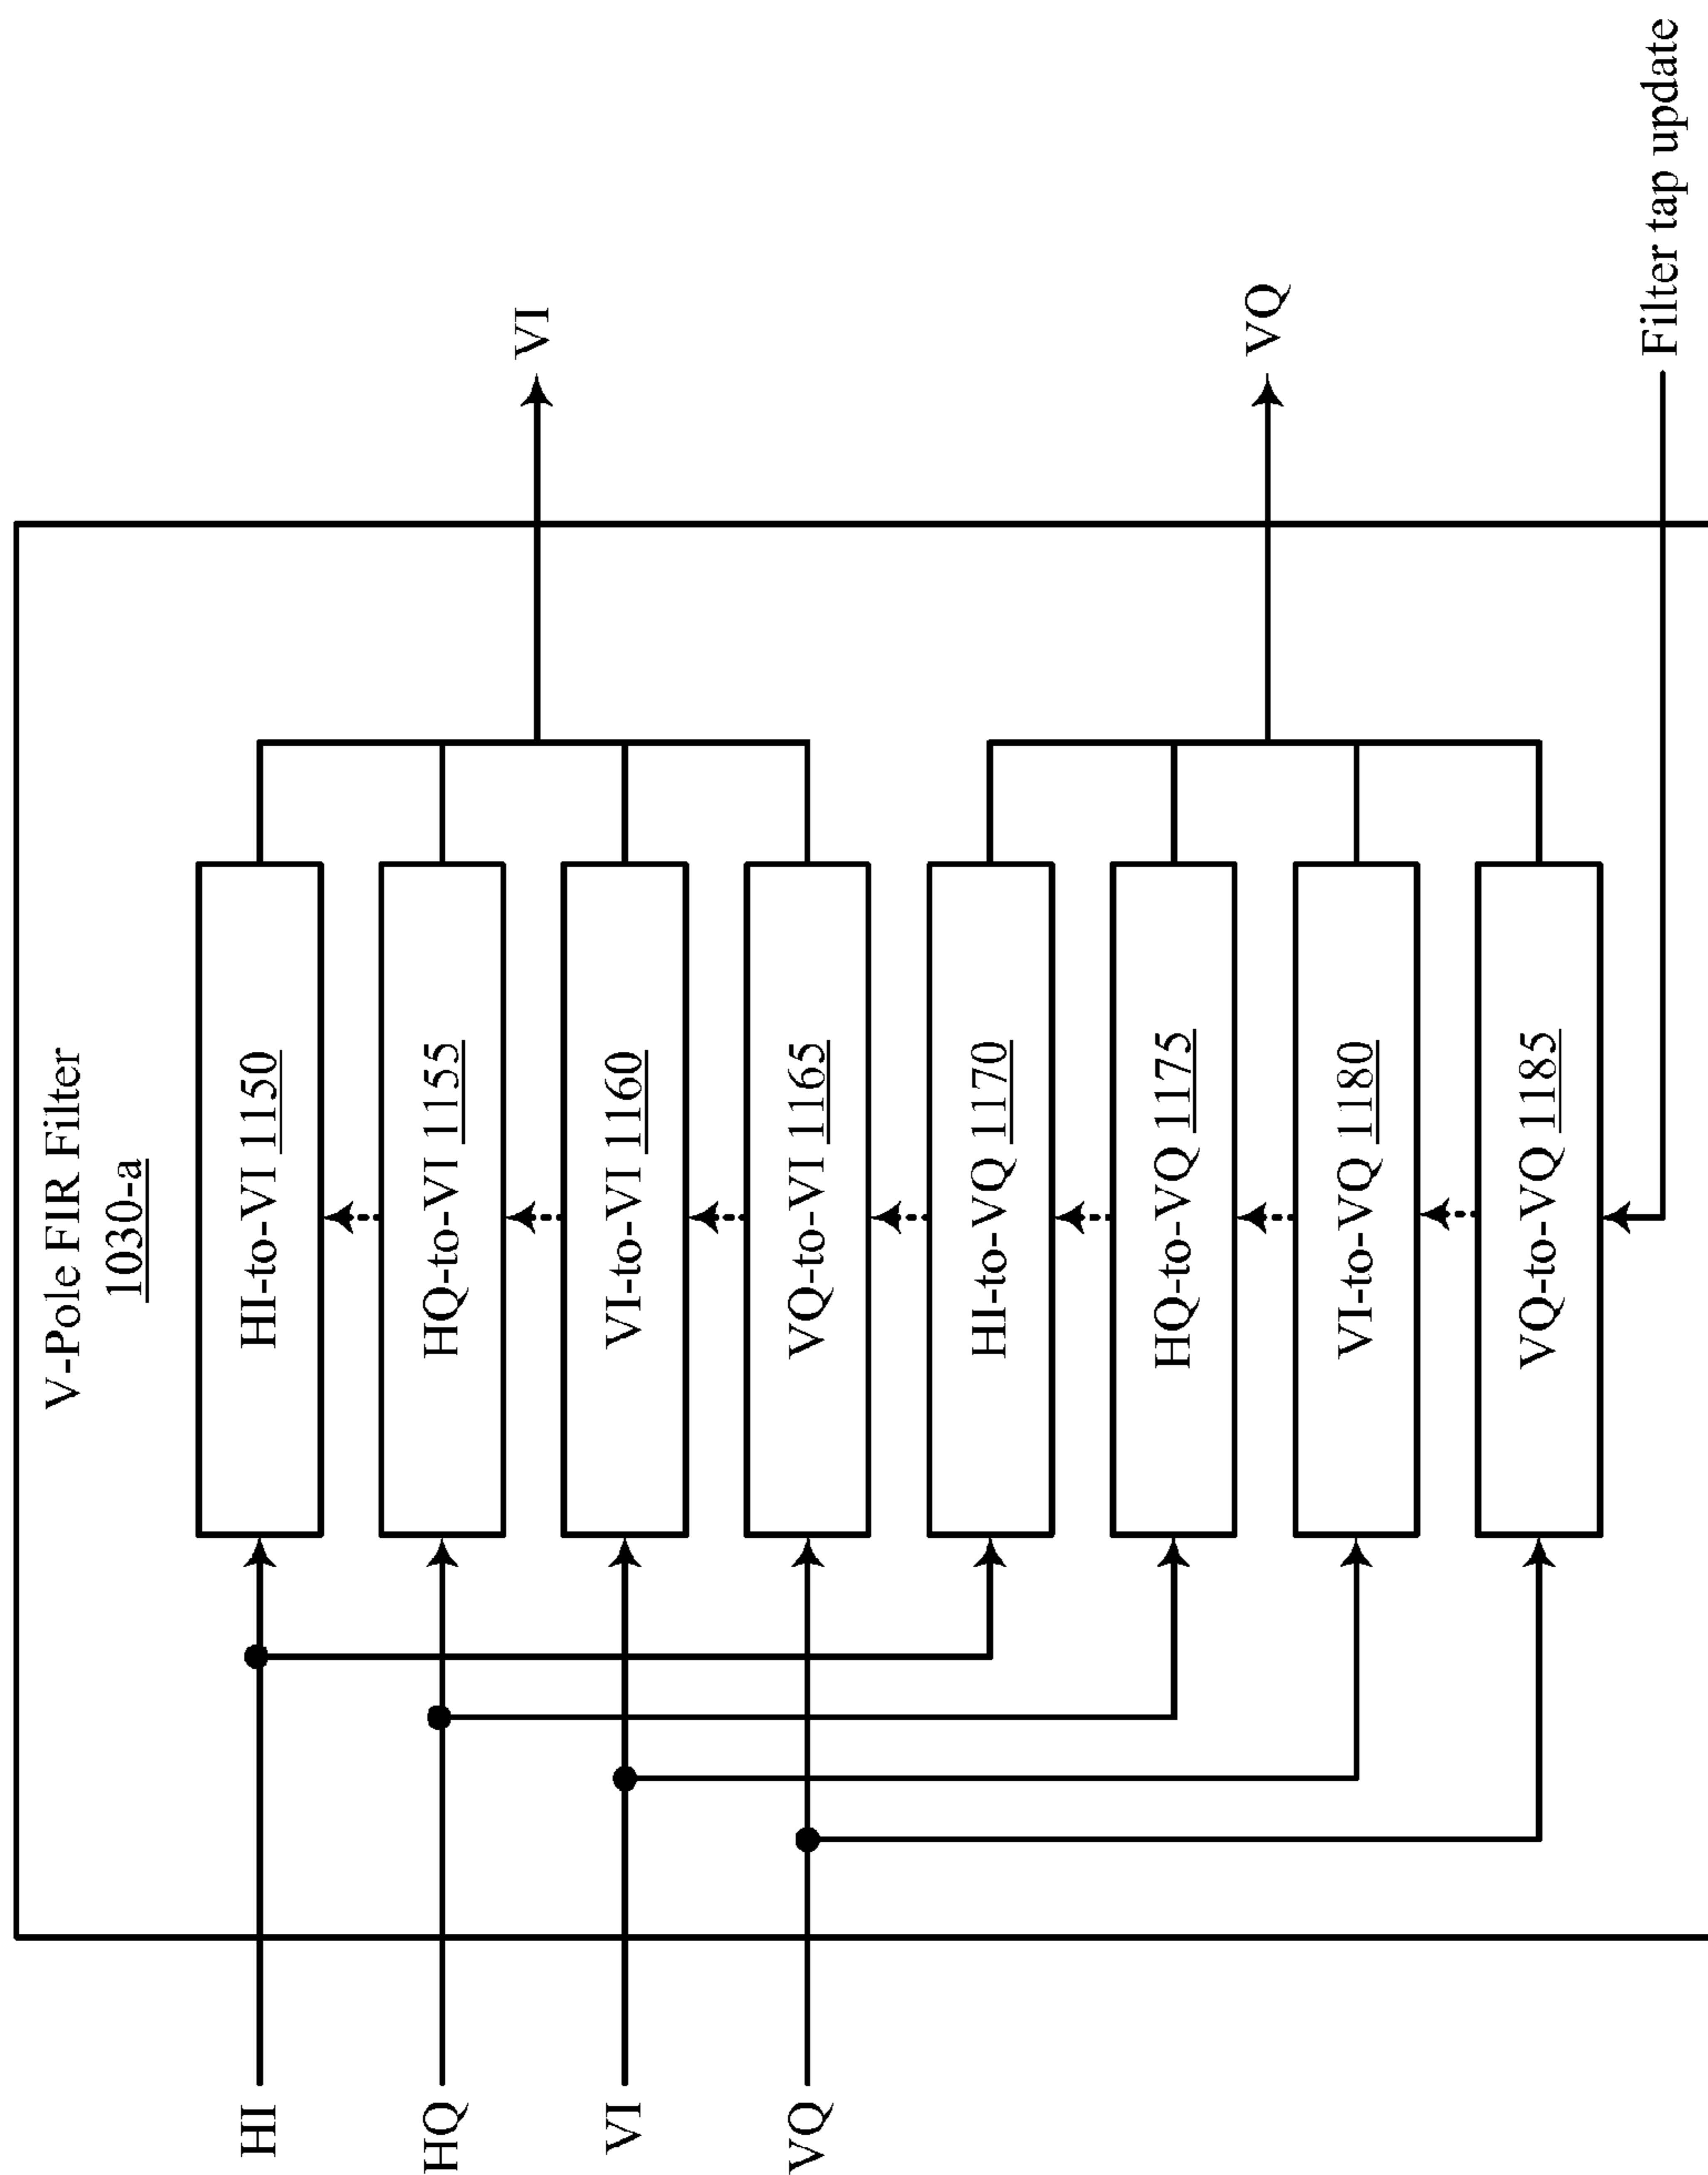 V-Pole FIR Filter
1030-a
HI
HQ
VI
VQ
HI-to-VI 1150
HQ-to-VI 1155
VI-to-VI 1160
VQ-to-VI 1165
HI-to-VQ 1170
HQ-to-VQ 1175
VI-to-VQ 1180
VQ-to-VQ 1185
VI
VQ
Filter tap update